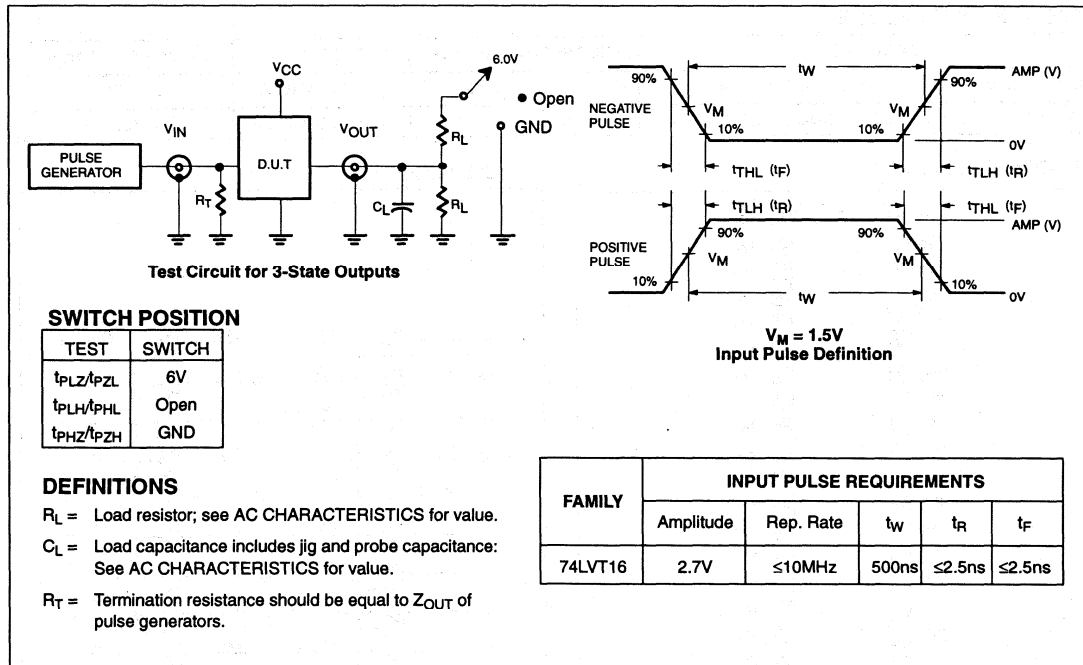 VCC
6.0V
Open
GND
VIN
VOUT
RL
PULSE
GENERATOR
D.U.T
RT
CL
RL
Test Circuit for 3-State Outputs
90%
tW
90%
AMP (V)
NEGATIVE
PULSE
VM
VM
10%
10%
0V
tTHL (tF)
tTLH (tR)
tTLH (tR)
tTHL (tF)
AMP (V)
90%
90%
POSITIVE
PULSE
VM
VM
10%
10%
tW
0V
VM = 1.5V
Input Pulse Definition
SWITCH POSITION
TEST SWITCH
tPLZ/tPZL 6V
tPLH/tPHL Open
tPHZ/tPZH GND
DEFINITIONS
RL = Load resistor; see AC CHARACTERISTICS for value.
CL = Load capacitance includes jig and probe capacitance:
See AC CHARACTERISTICS for value.
RT = Termination resistance should be equal to ZOUT of
pulse generators.
FAMILY INPUT PULSE REQUIREMENTS
Amplitude Rep. Rate tW tR tF
74LVT16 2.7V ≤10MHz 500ns ≤2.5ns ≤2.5ns